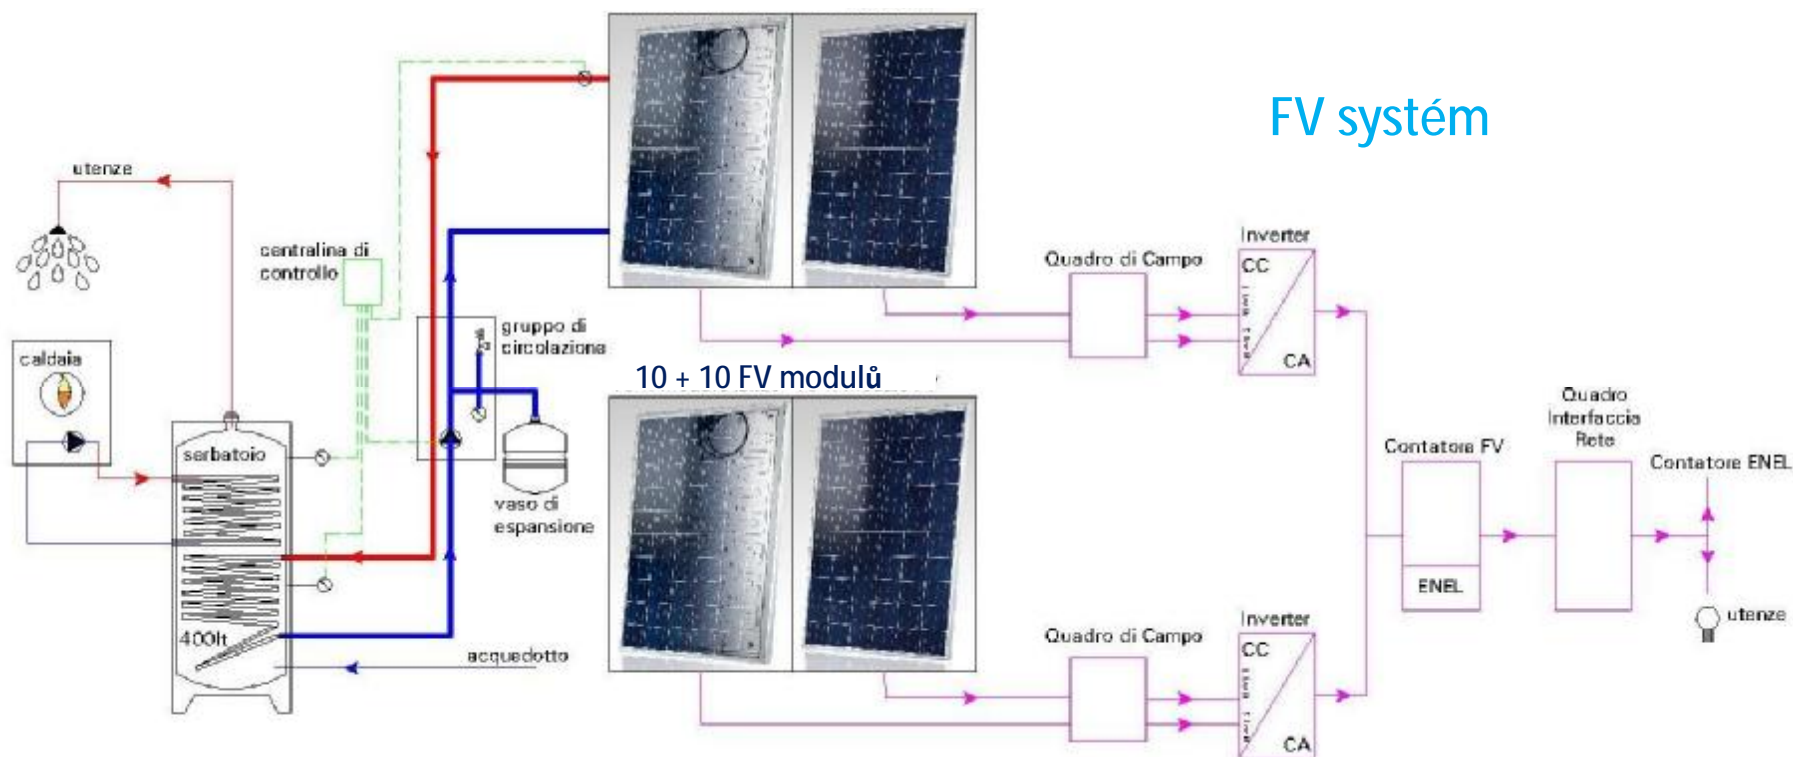 FV systém
utenze
centralina di
controllo
Inverter
Quadro di Campo
CC
CA
gruppo di
circolazione
caldaia
10 + 10 FV modulů
serbatoio
vaso di
espansione
400lt
acquedotto
Quadro
Interfaccia
Rete
Contatore FV
Contatore ENEL
ENEL
utenze
Inverter
Quadro di Campo
CC
CA